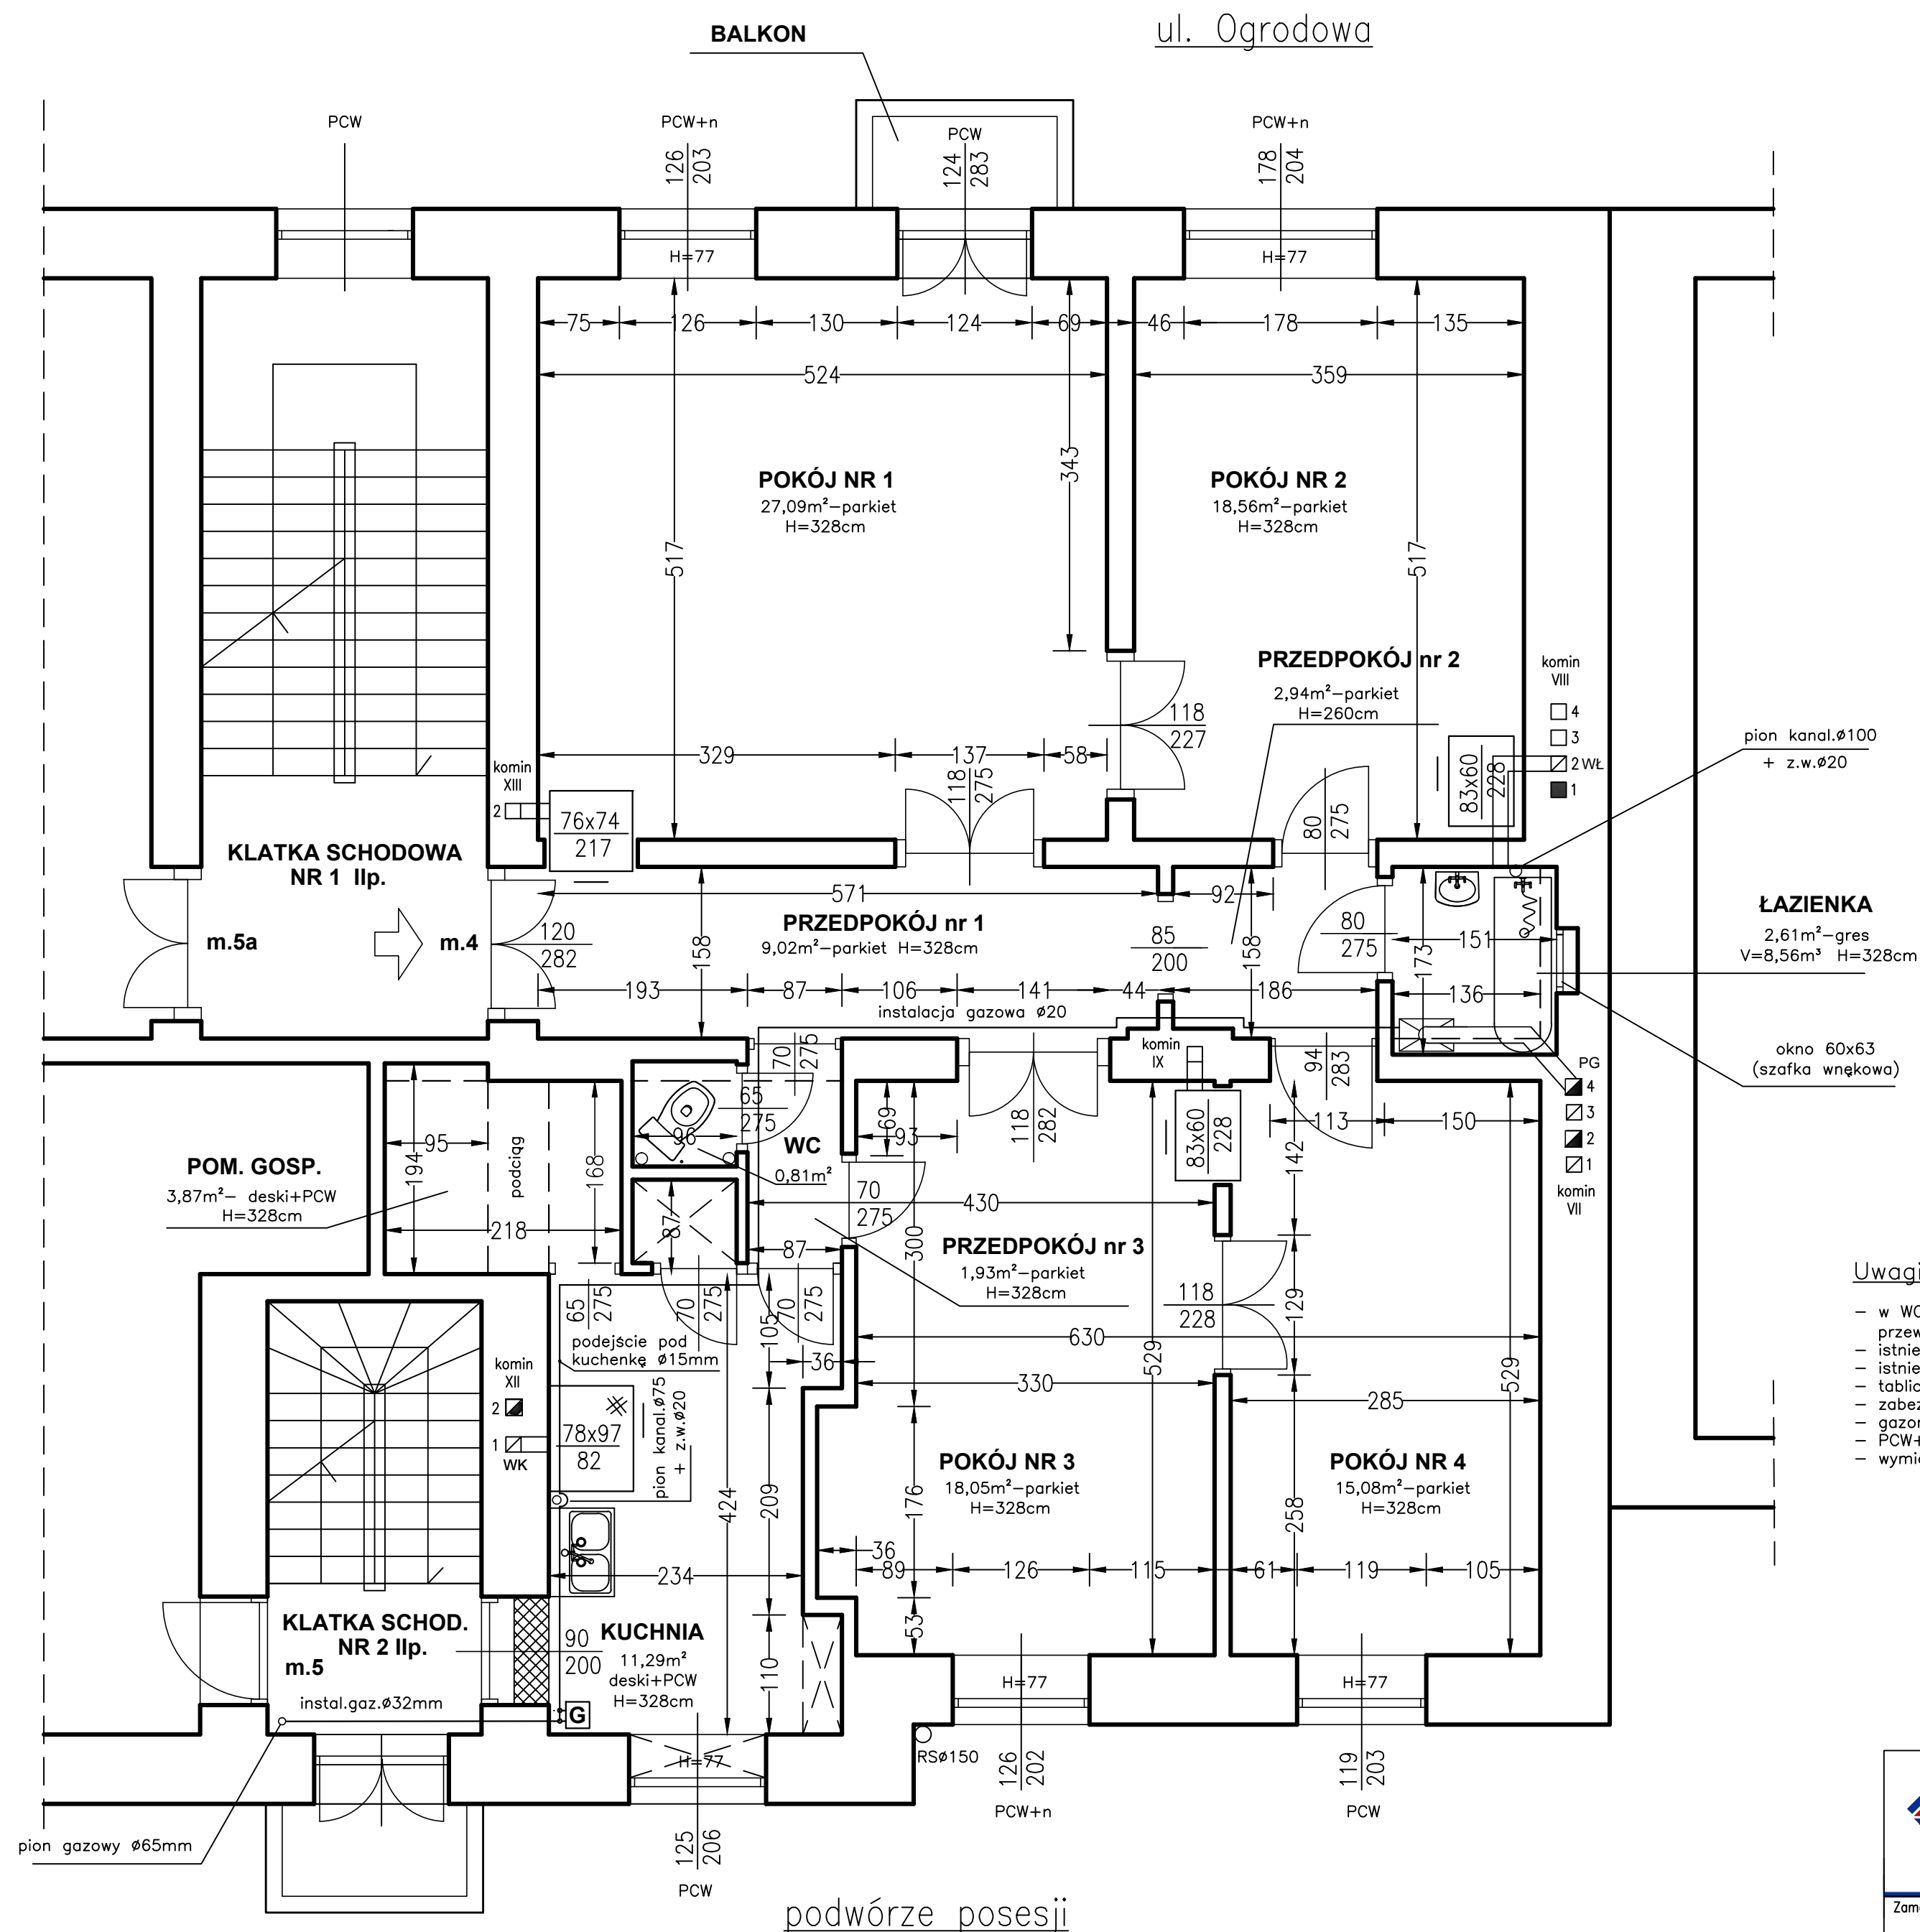 ul. Ogrodowa
BALKON
PCW
PCW+n
PCW
PCW+n
126
203
124
283
178
204
H=77
H=77
75
126
130
124
69
46
178
135
524
359
343
517
517
POKÓJ NR 1
27,09m²-parkiet
H=328cm
POKÓJ NR 2
18,56m²-parkiet
H=328cm
PRZEDPOKÓJ nr 2
2,94m²-parkiet
H=260cm
komin
VIII
4
3
2 WŁ
1
pion kanal.ø100
+ z.w.ø20
118
227
329
137
58
118
275
83x60
228
80
275
komin
XIII
2
76x74
217
KLATKA SCHODOWA
NR 1 IIp.
m.5a
m.4
120
282
571
92
PRZEDPOKÓJ nr 1
9,02m²-parkiet H=328cm
158
85
200
158
80
275
151
173
136
ŁAZIENKA
2,61m²-gres
V=8,56m³ H=328cm
193
87
106
141
44
186
instalacja gazowa ø20
okno 60x63
(szafka wnękowa)
komin
IX
70
275
94
283
PG
4
3
2
1
komin
VII
65
275
96
WC
0,81m²
69
93
118
282
83x60
228
113
150
142
POM. GOSP.
3,87m²- deski+PCW
H=328cm
95
194
podciąg
168
218
87
87
70
275
430
300
PRZEDPOKÓJ nr 3
1,93m²-parkiet
H=328cm
118
228
129
65
275
70
275
70
275
105
podejście pod
kuchenkę ø15mm
36
630
330
529
529
285
komin
XII
2
1
WK
78x97
82
pion kanal.ø75
+ z.w.ø20
424
209
176
POKÓJ NR 3
18,05m²-parkiet
H=328cm
POKÓJ NR 4
15,08m²-parkiet
H=328cm
258
36
89
126
115
61
119
105
234
53
KLATKA SCHOD.
NR 2 IIp.
m.5
90
200
KUCHNIA
11,29m²
deski+PCW
H=328cm
110
instal.gaz.ø32mm
G
H=77
H=77
H=77
RSø150
126
202
PCW+n
119
203
PCW
125
206
PCW
pion gazowy ø65mm
podwórze posesji
Uwagi
- w WC
-
-
-
-
-
- PCW+
-